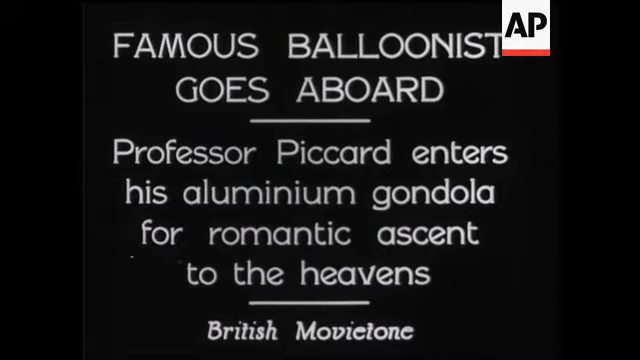 AP
FAMOUS BALLOONIST
GOES ABOARD
Professor Piccard enters
his aluminium gondola
for romantic ascent
to the heavens
British Movietone